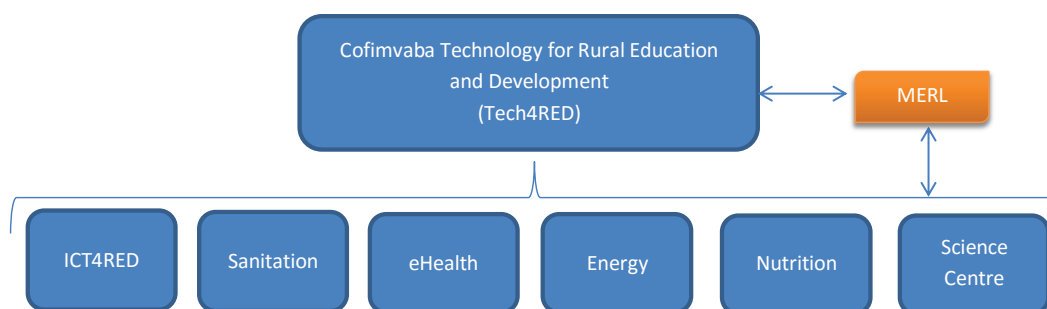 Cofimvaba Technology for Rural Education
and Development
(Tech4RED)
MERL
ICT4RED
Sanitation
eHealth
Energy
Nutrition
Science
Centre